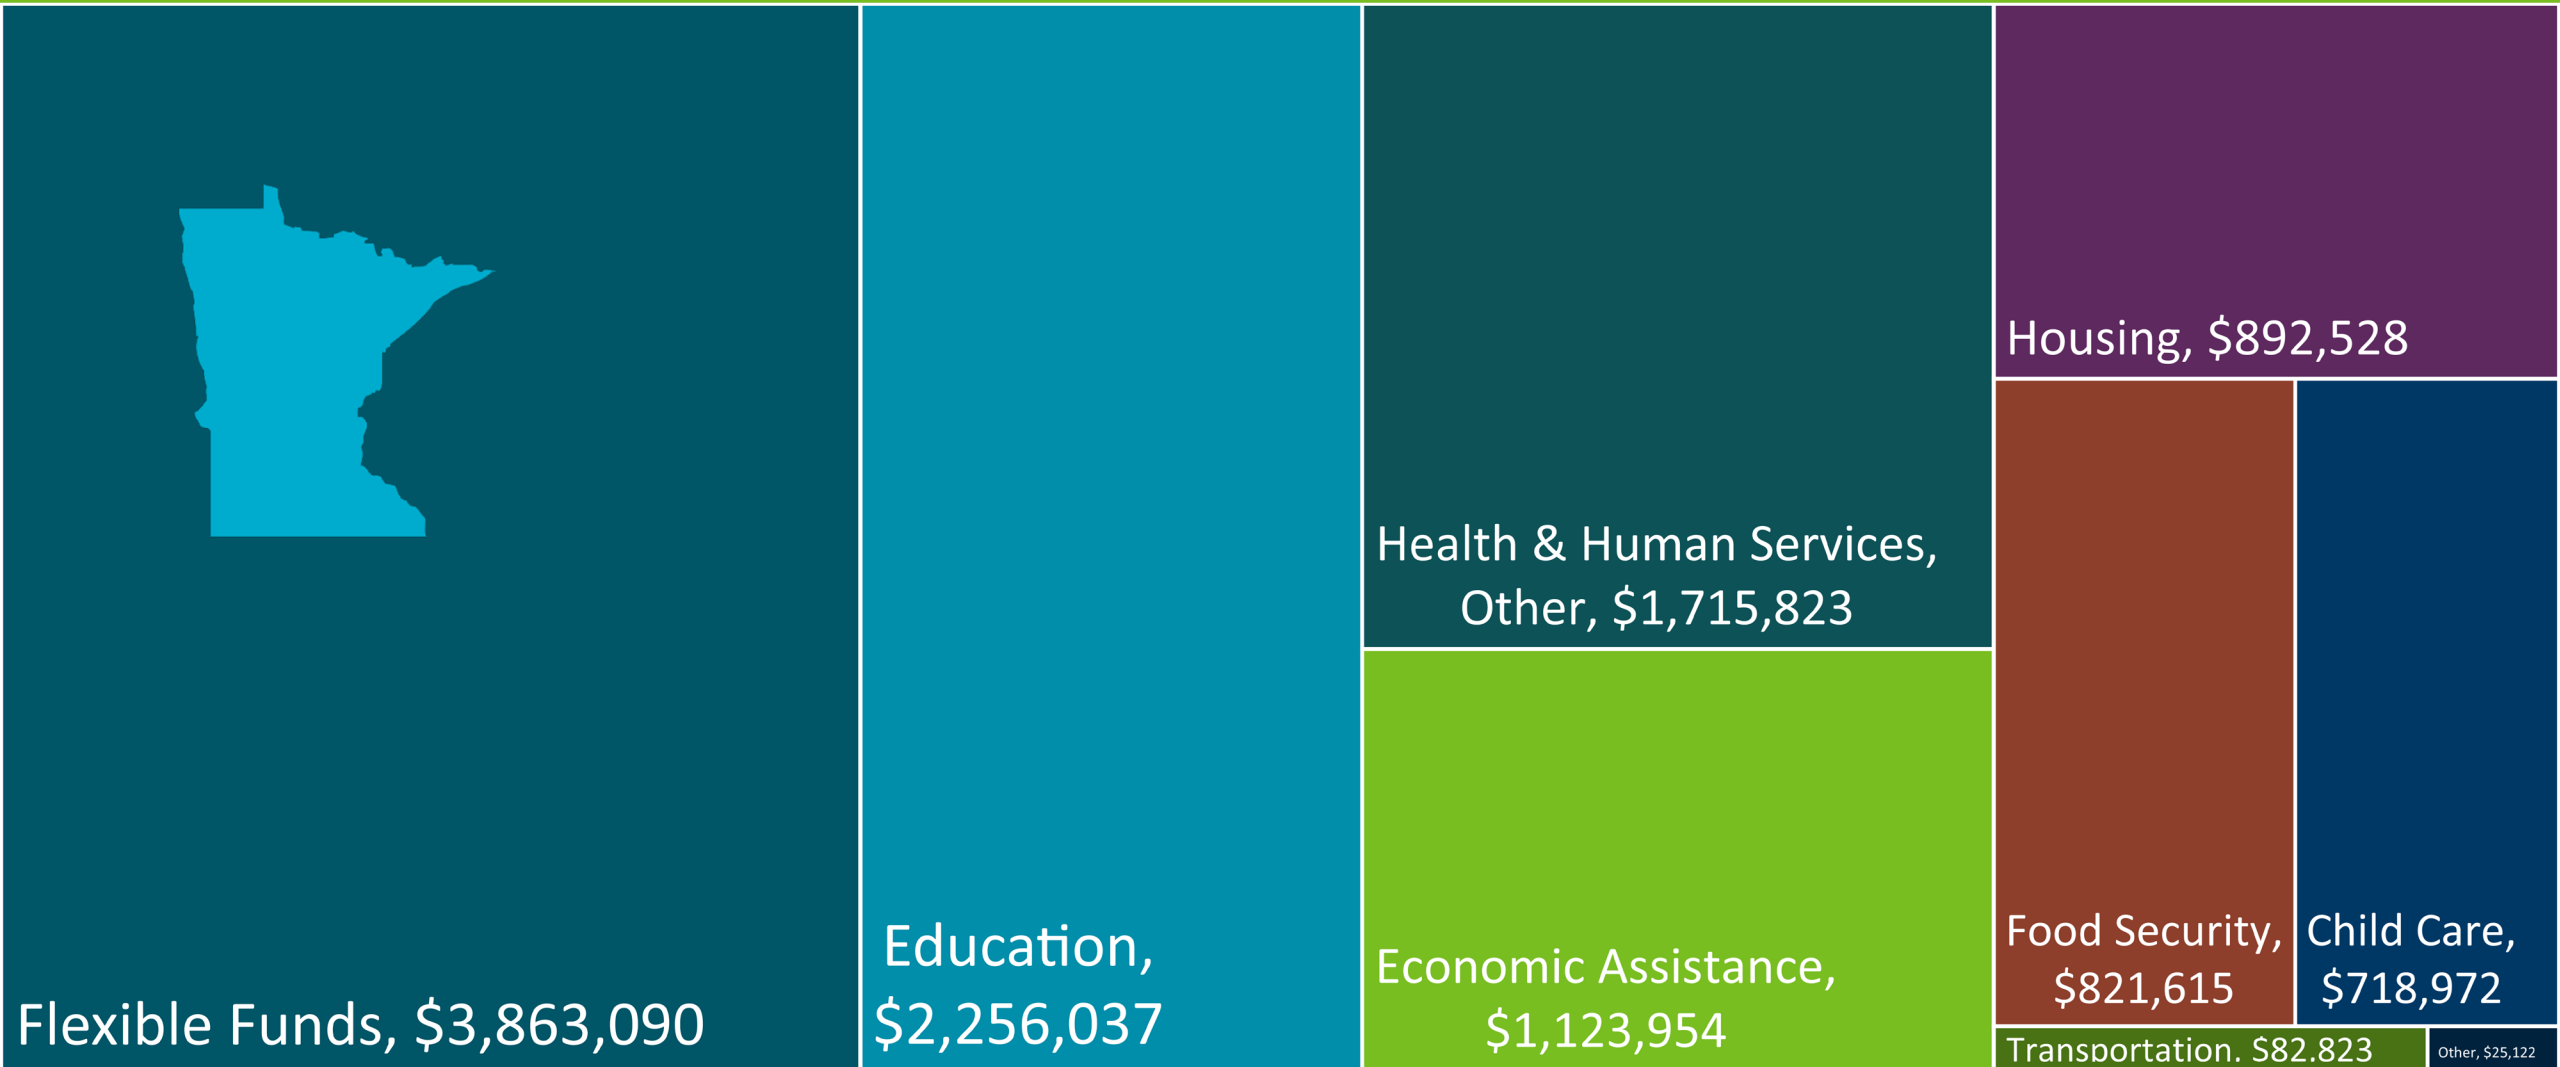 Flexible Funds, $3,863,090
Education,
$2,256,037
Health & Human Services,
Other, $1,715,823
Economic Assistance,
$1,123,954
Housing, $892,528
Food Security,
$821,615
Child Care,
$718,972
Transportation, $82,823
Other, $25,122